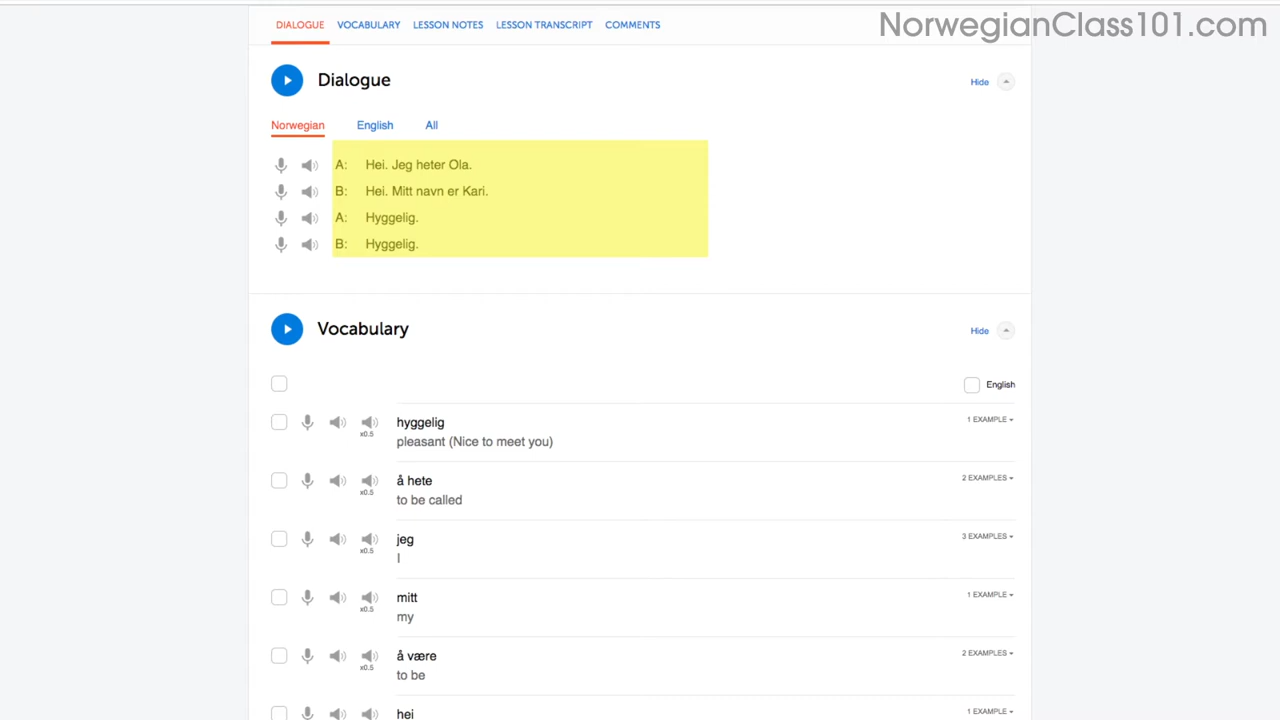 NorwegianClass101.com
DIALOGUE VOCABULARY LESSON NOTES LESSON TRANSCRIPT COMMENTS
Dialogue
Hide
Norwegian English All
A: Hei. Jeg heter Ola.
B: Hei. Mitt navn er Kari.
A: Hyggelig.
B: Hyggelig.
Vocabulary
Hide
English
hyggelig
1 EXAMPLE
x0.5
pleasant (Nice to meet you)
å hete
2 EXAMPLES
x0.5
to be called
jeg
3 EXAMPLES
x0.5
I
mitt
1 EXAMPLE
x0.5
my
å være
2 EXAMPLES
x0.5
to be
hei
1 EXAMPLE